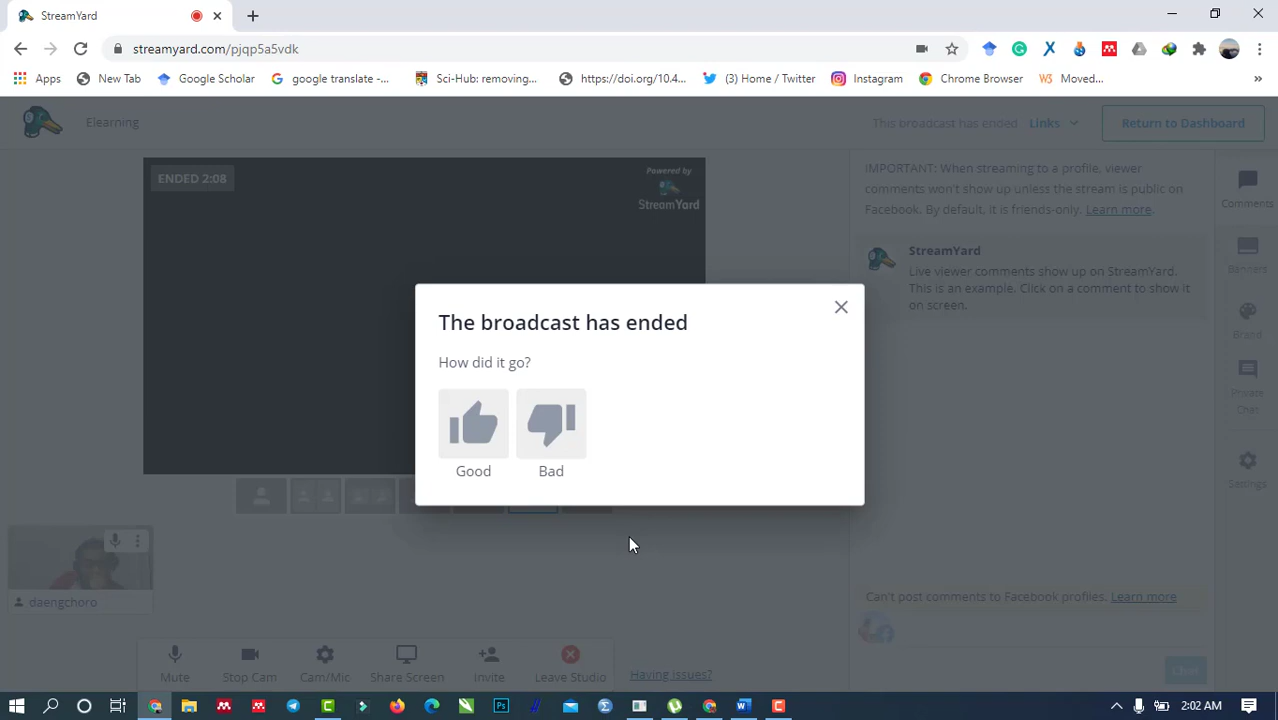 StreamYard
streamyard.com/pjqp5a5vdk
Apps
New Tab
Google Scholar
google translate -...
Sci-Hub: removing...
https://doi.org/10.4...
(3) Home / Twitter
Instagram
Chrome Browser
Moved...
»
Elearning
This broadcast has ended
Links
Return to Dashboard
ENDED 2:08
Powered by
StreamYard
IMPORTANT: When streaming to a profile, viewer
comments won't show up unless the stream is public on
Facebook. By default, it is friends-only. Learn more.
StreamYard
Live viewer comments show up on StreamYard.
This is an example. Click on a comment to show it
on screen.
Comments
Banners
Brand
Private
Chat
Settings
The broadcast has ended
How did it go?
Good
Bad
daengchoro
Can't post comments to Facebook profiles. Learn more
Mute
Stop Cam
Cam/Mic
Share Screen
Invite
Leave Studio
Having issues?
2:02 AM